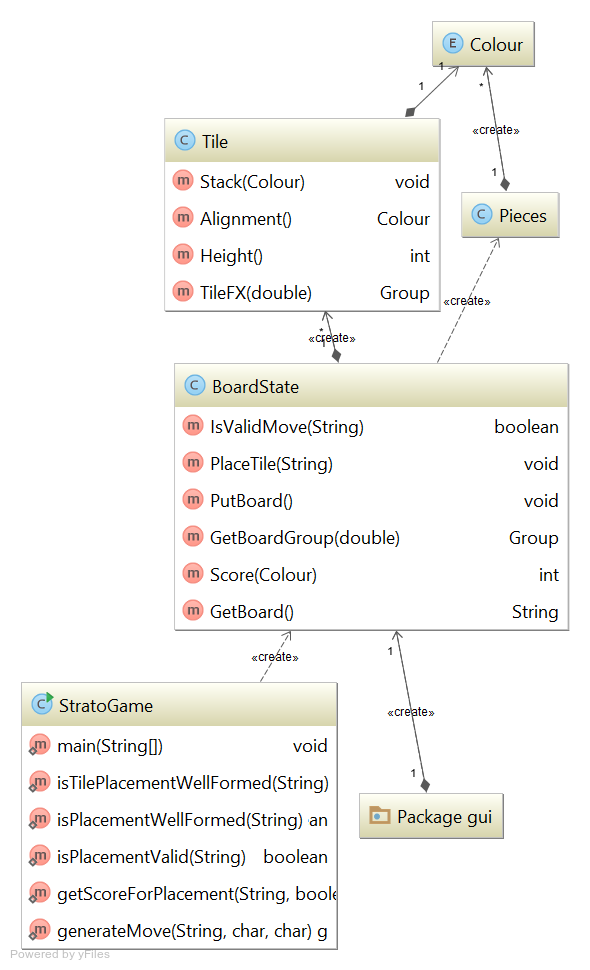 E Colour
1
1
*
«create»
1
C Tile
m Stack(Colour) void
m Alignment() Colour
m Height() int
m TileFX(double) Group
C Pieces
«create»
*
«create»
1
C BoardState
m IsValidMove(String) boolean
m PlaceTile(String) void
m PutBoard() void
m GetBoardGroup(double) Group
m Score(Colour) int
m GetBoard() String
«create»
1
«create»
1
C StratoGame
m main(String[]) void
m isTilePlacementWellFormed(String)
m isPlacementWellFormed(String) an
m isPlacementValid(String) boolean
m getScoreForPlacement(String, boole
m generateMove(String, char, char) g
Package gui
Powered by yFiles